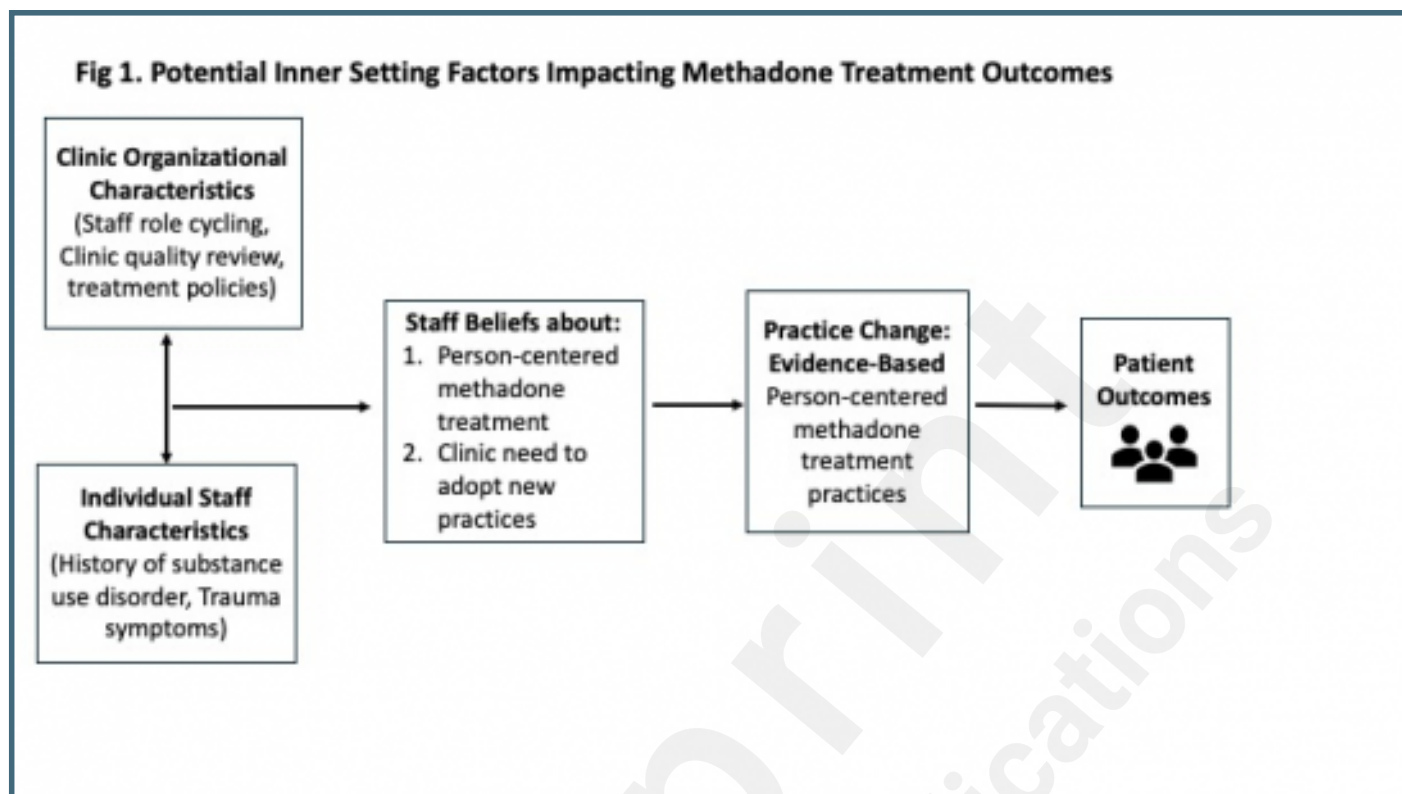 Fig 1. Potential Inner Setting Factors Impacting Methadone Treatment Outcomes
Clinic Organizational
Characteristics
(Staff role cycling,
Clinic quality review,
treatment policies)
Individual Staff
Characteristics
(History of substance
use disorder, Trauma
symptoms)
Staff Beliefs about:
1. Person-centered
methadone
treatment
2. Clinic need to
adopt new
practices
Practice Change:
Evidence-Based
Person-centered
methadone
treatment
practices
Patient
Outcomes
print
ications